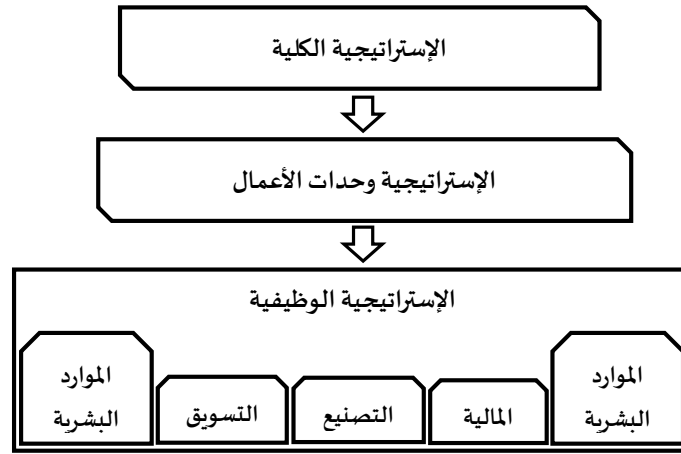 الإستراتيجية الكلية
الإستراتيجية وحدات الأعمال
الإستراتيجية الوظيفية
الموارد
البشرية
المالية
التصنيع
التسويق
الموارد
البشرية